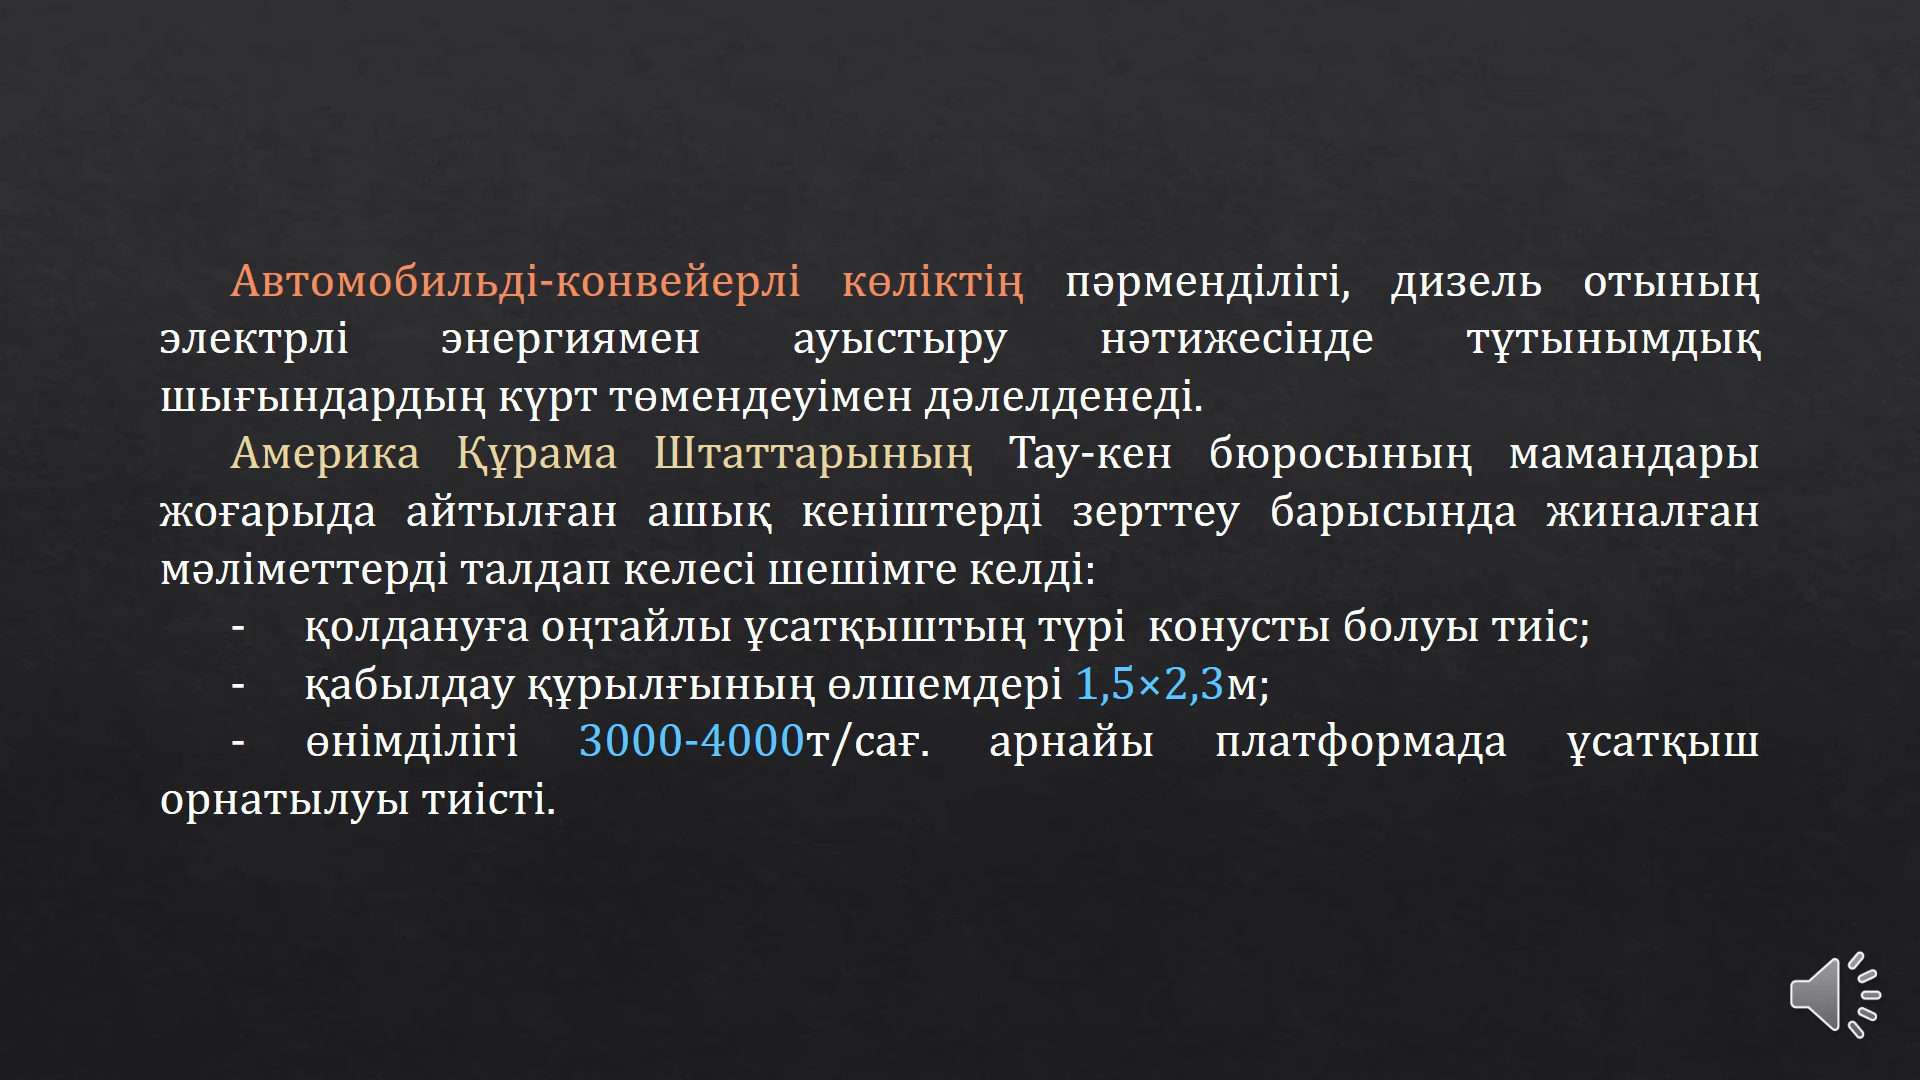 Автомобильді-конвейерлі көліктің пәрменділігі, дизель отының
электрлі энергиямен ауыстыру нәтижесінде тұтынымдық
шығындардың күрт төмендеуімен дәлелденеді.
Америка Құрама Штаттарының Тау-кен бюросының мамандары
жоғарыда айтылған ашық кеніштерді зерттеу барысында жиналған
мәліметтерді талдап келесі шешімге келді:
- қолдануға оңтайлы ұсатқыштың түрі конусты болуы тиіс;
- қабылдау құрылғының өлшемдері 1,5×2,3м;
- өнімділігі 3000-4000т/сағ. арнайы платформада ұсатқыш
орнатылуы тиісті.